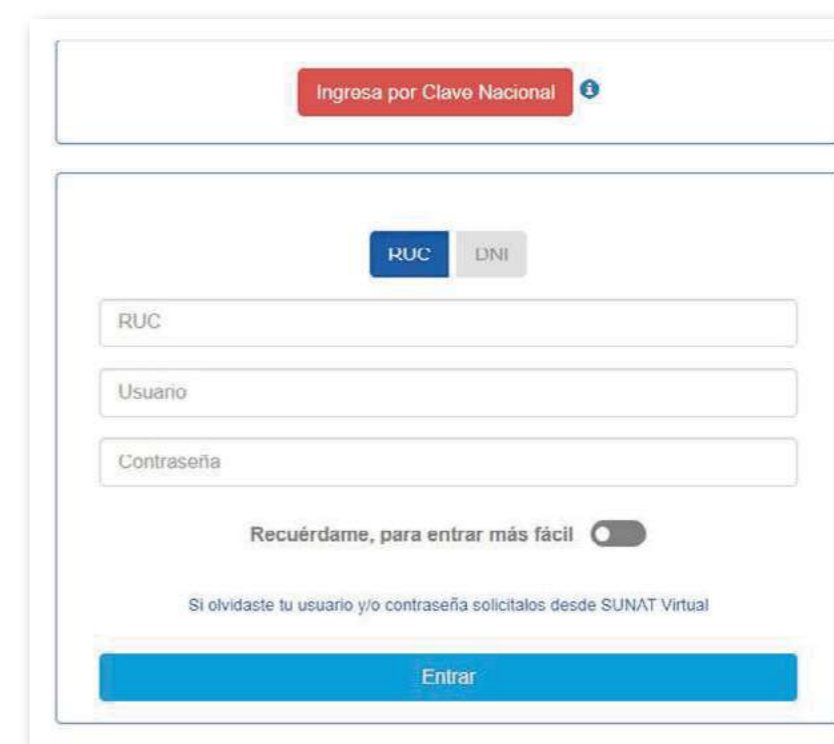 Ingresa por Clave Nacional
RUC DNI
RUC
Usuario
Contraseña
Recuérdame, para entrar más fácil
Si olvidaste tu usuario y/o contraseña solicitalos desde SUNAT Virtual
Entrar